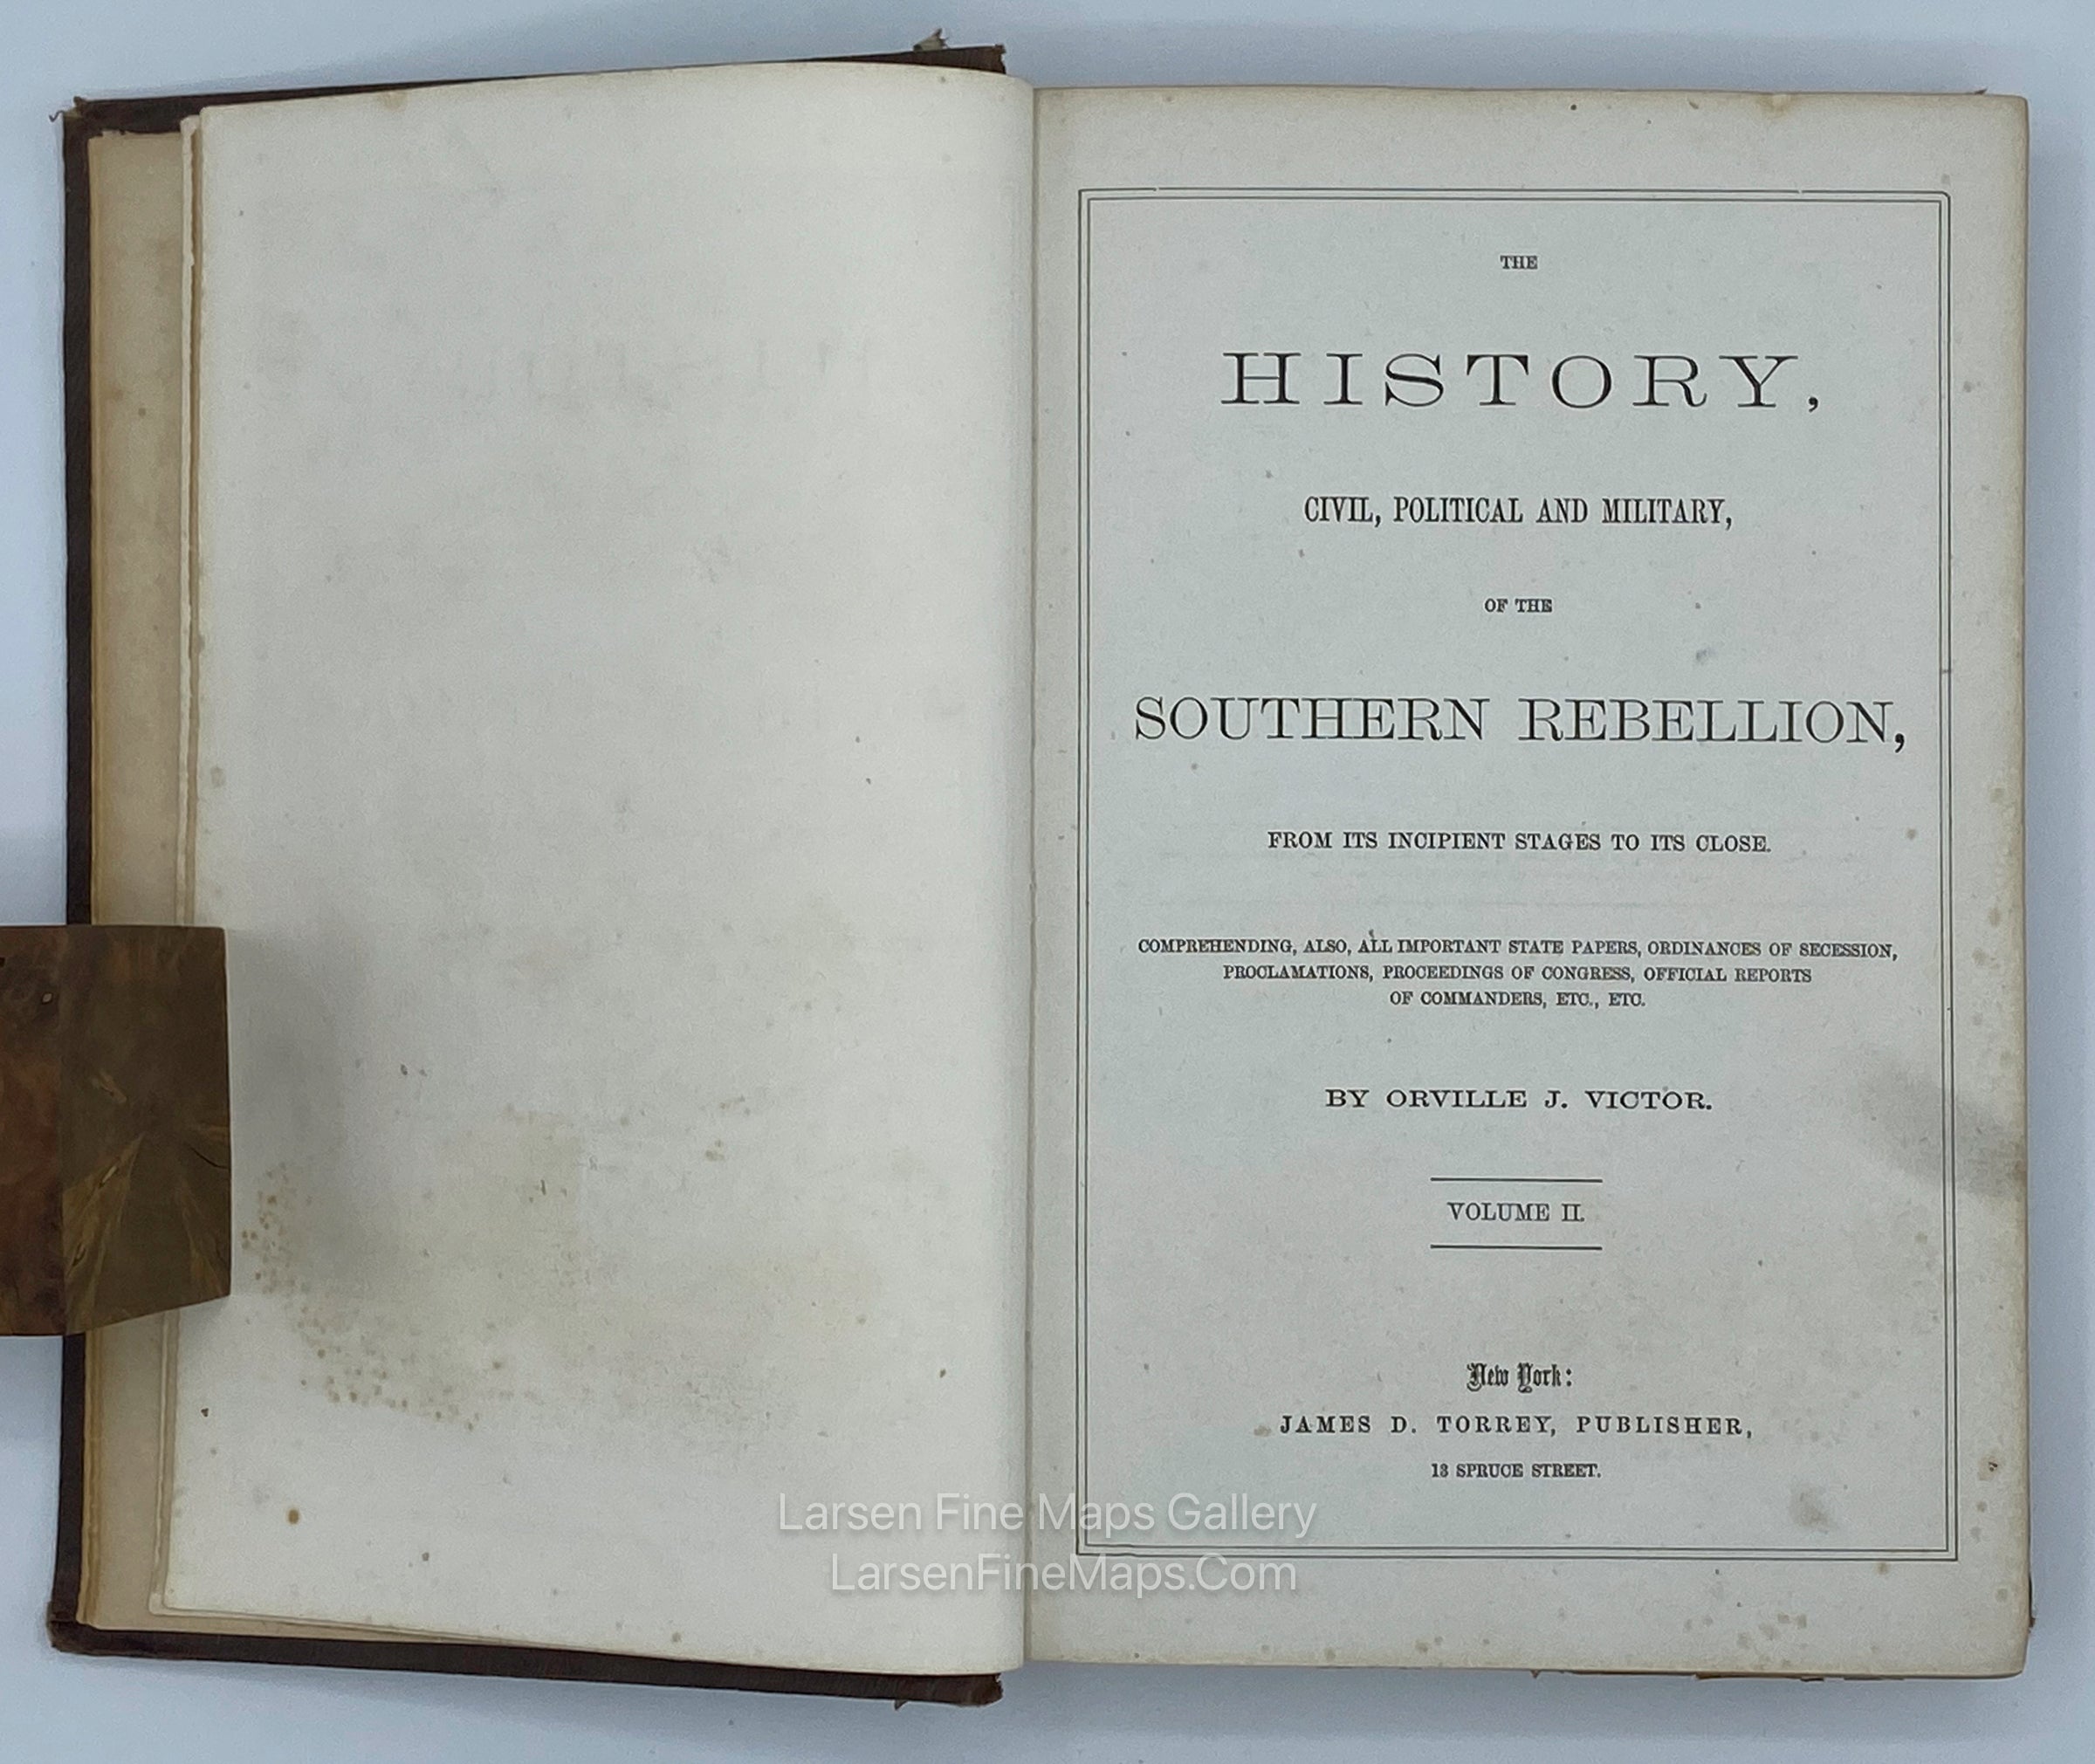 THE
HISTORY,
CIVIL, POLITICAL AND MILITARY,
OF THE
SOUTHERN REBELLION,
FROM ITS INCIPIENT STAGES TO ITS CLOSE.
COMPREHENDING, ALSO, ALL IMPORTANT STATE PAPERS, ORDINANCES OF SECESSION,
PROCLAMATIONS, PROCEEDINGS OF CONGRESS, OFFICIAL REPORTS
OF COMMANDERS, ETC., ETC.
BY ORVILLE J. VICTOR.
VOLUME II.
New York:
JAMES D. TORREY, PUBLISHER,
13 SPRUCE STREET.
Larsen Fine Maps Gallery
LarsenFineMaps.Com